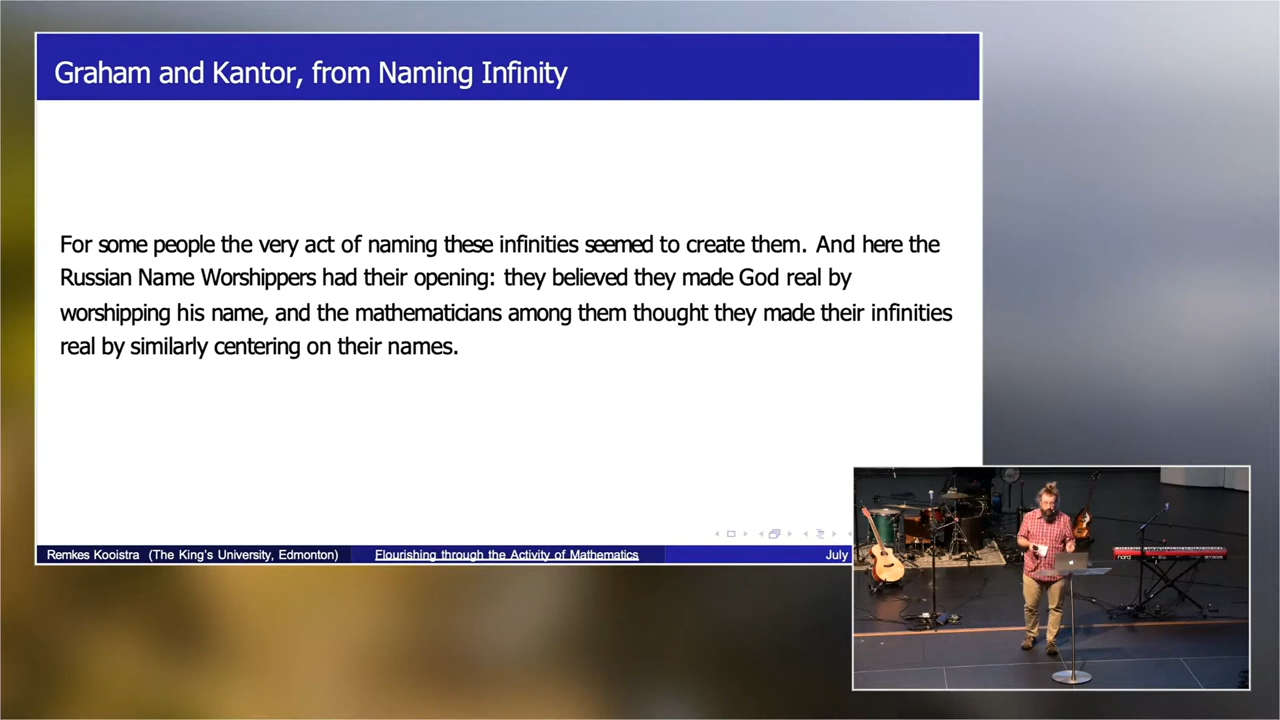 Graham and Kantor, from Naming Infinity
For some people the very act of naming these infinities seemed to create them. And here the
Russian Name Worshippers had their opening: they believed they made God real by
worshipping his name, and the mathematicians among them thought they made their infinities
real by similarly centering on their names.
Remkes Kooistra (The King's University, Edmonton) Flourishing through the Activity of Mathematics July
nord